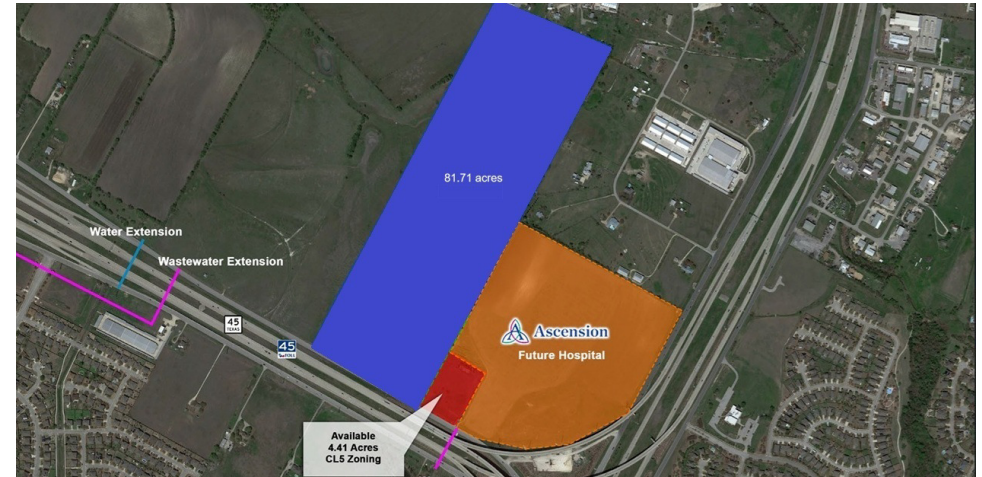 81.71 acres
Water Extension
Wastewater Extension
45
TEXAS
45
Ascension
Future Hospital
Available
4.41 Acres
CL5 Zoning